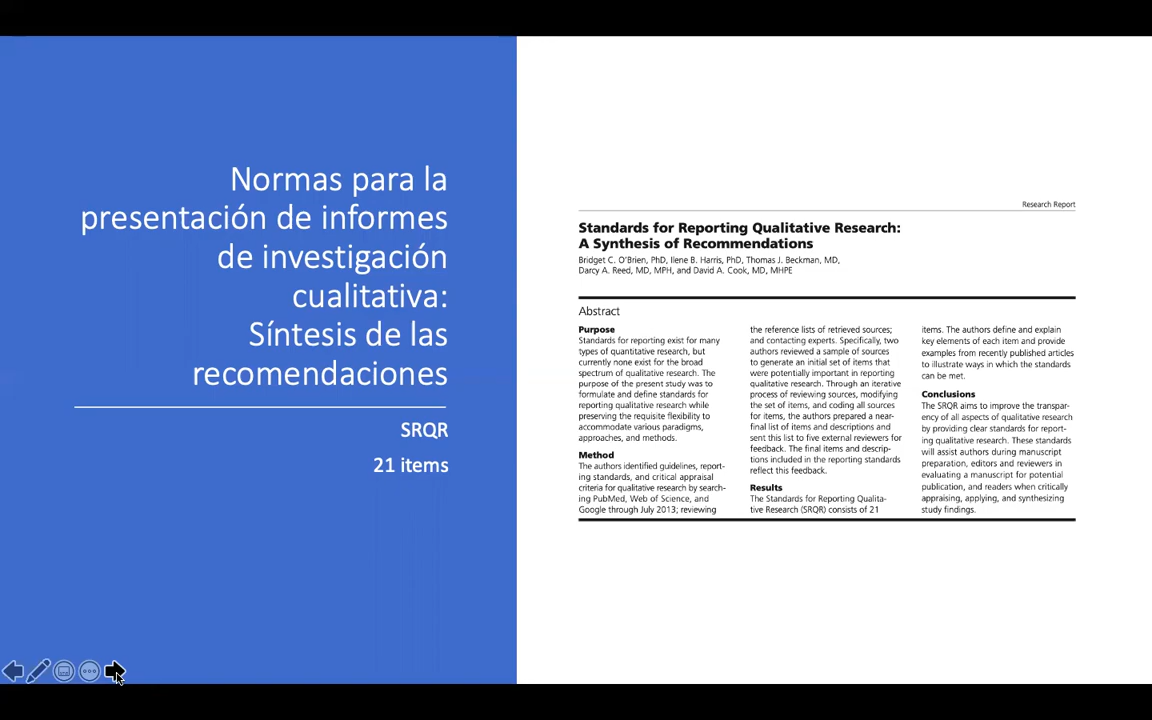 Normas para la
presentación de informes
de investigación
cualitativa:
Síntesis de las
recomendaciones
SRQR
21 items
Research Report
Standards for Reporting Qualitative Research:
A Synthesis of Recommendations
Bridget C. O'Brien, PhD, Ilene B. Harris, PhD, Thomas J. Beckman, MD,
Darcy A. Reed, MD, MPH, and David A. Cook, MD, MHPE
Abstract
Purpose
Standards for reporting exist for many
types of quantitative research, but
currently none exist for the broad
spectrum of qualitative research. The
purpose of the present study was to
formulate and define standards for
reporting qualitative research while
preserving the requisite flexibility to
accommodate various paradigms,
approaches, and methods.
Method
The authors identified guidelines, report-
ing standards, and critical appraisal
criteria for qualitative research by search-
ing PubMed, Web of Science, and
Google through July 2013; reviewing
the reference lists of retrieved sources;
and contacting experts. Specifically, two
authors reviewed a sample of sources
to generate an initial set of items that
were potentially important in reporting
qualitative research. Through an iterative
process of reviewing sources, modifying
the set of items, and coding all sources
for items, the authors prepared a near-
final list of items and descriptions and
sent this list to five external reviewers for
feedback. The final items and descrip-
tions included in the reporting standards
reflect this feedback.
Results
The Standards for Reporting Qualita-
tive Research (SRQR) consists of 21
items. The authors define and explain
key elements of each item and provide
examples from recently published articles
to illustrate ways in which the standards
can be met.
Conclusions
The SRQR aims to improve the transpar-
ency of all aspects of qualitative research
by providing clear standards for report-
ing qualitative research. These standards
will assist authors during manuscript
preparation, editors and reviewers in
evaluating a manuscript for potential
publication, and readers when critically
appraising, applying, and synthesizing
study findings.